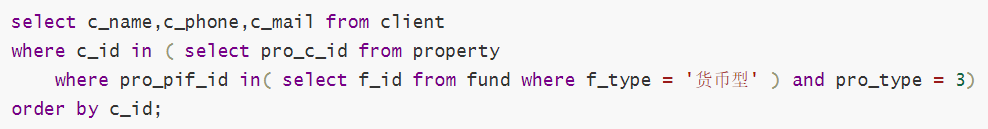 select c_name,c_phone,c_mail from client
where c_id in ( select pro_c_id from property
    where pro_pif_id in( select f_id from fund where f_type = '货币型' ) and pro_type = 3)
order by c_id;